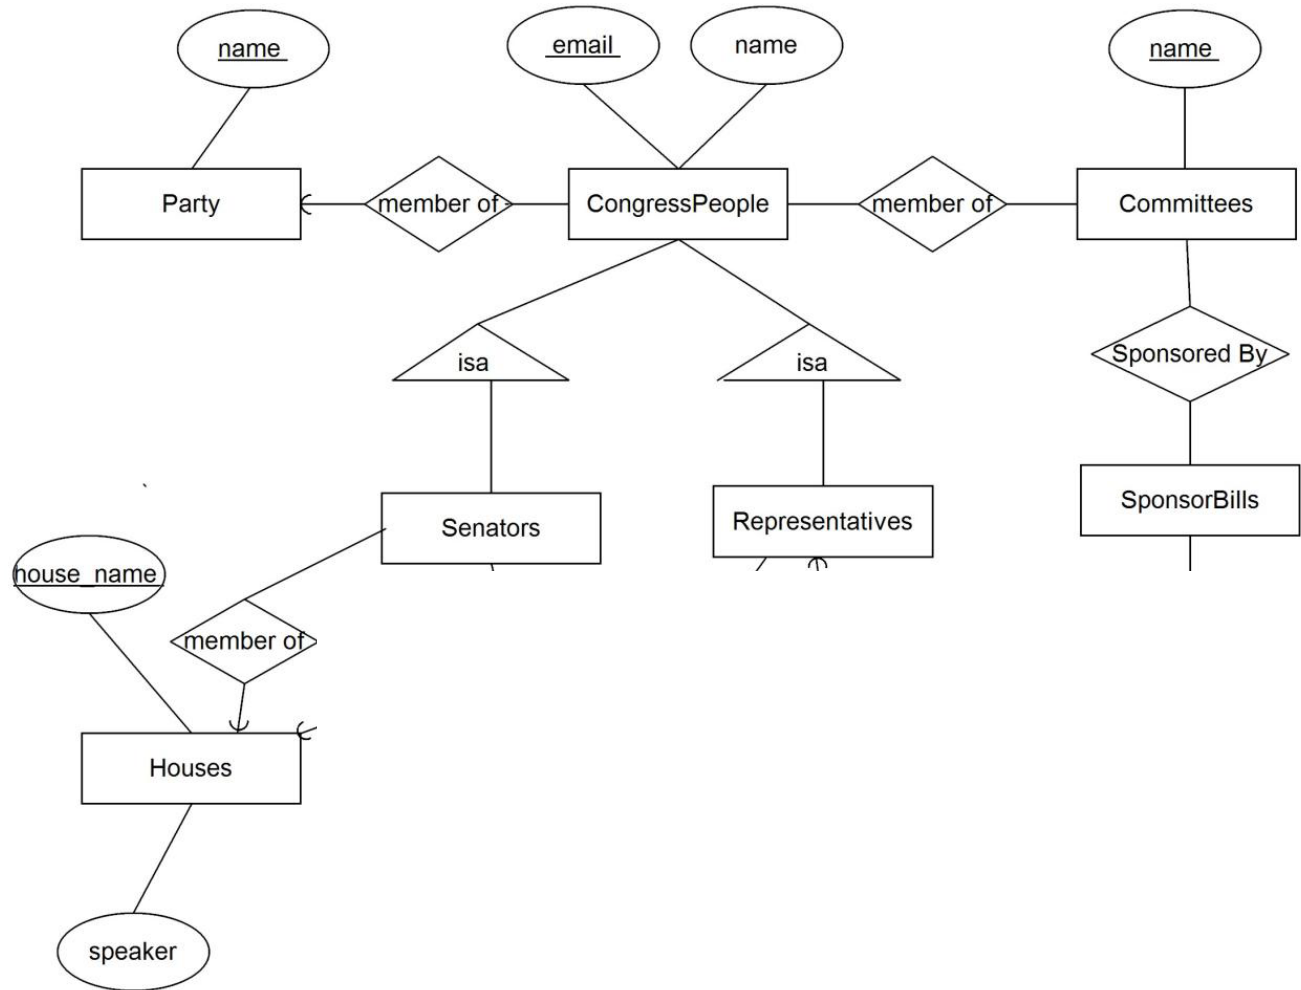 name
email
name
name
Party
member of
CongressPeople
member of
Committees
isa
isa
Sponsored By
Senators
Representatives
SponsorBills
house_name
member of
Houses
speaker